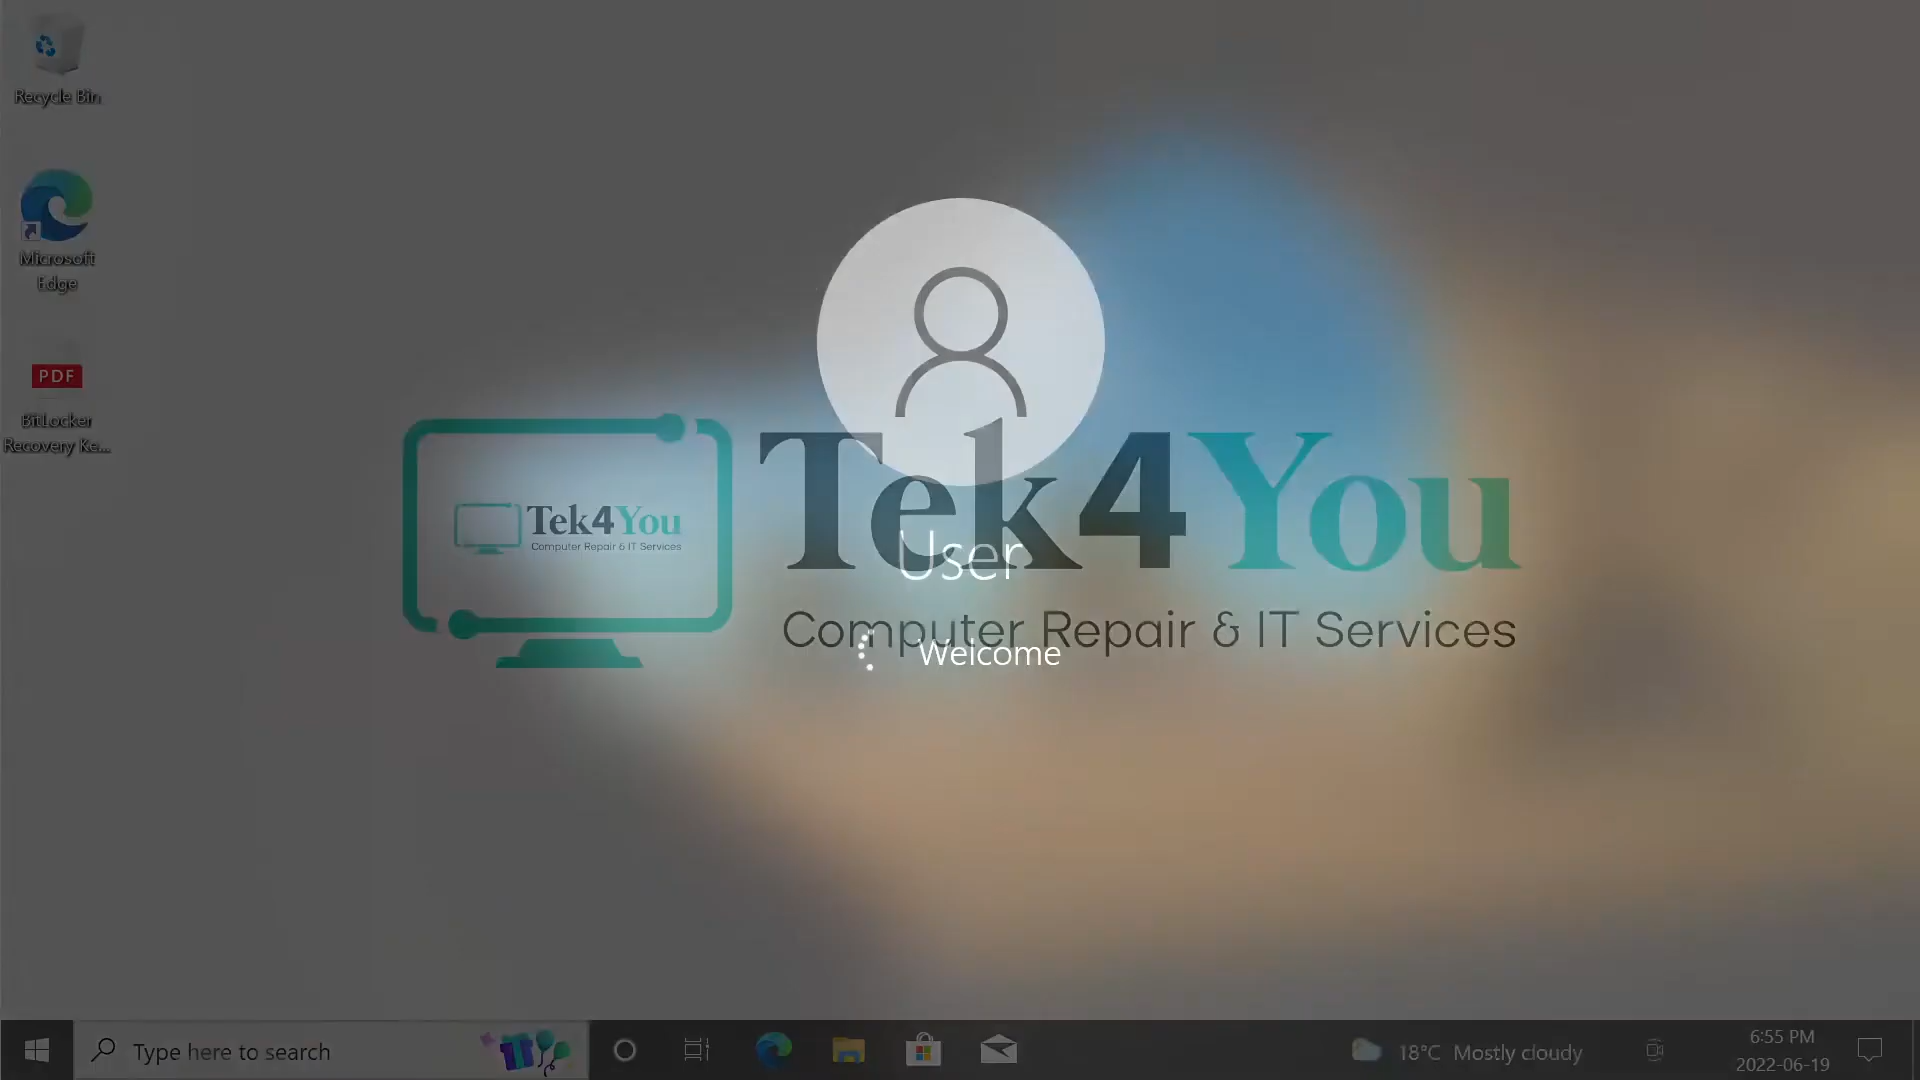 Recycle Bin
Microsoft
Edge
PDF
BitLocker
Recovery Ke...
Tek4You
Computer Repair & IT Services
Tek4You
Computer Repair & IT Services
User
Welcome
Type here to search
18°C Mostly cloudy
6:55 PM
2022-06-19